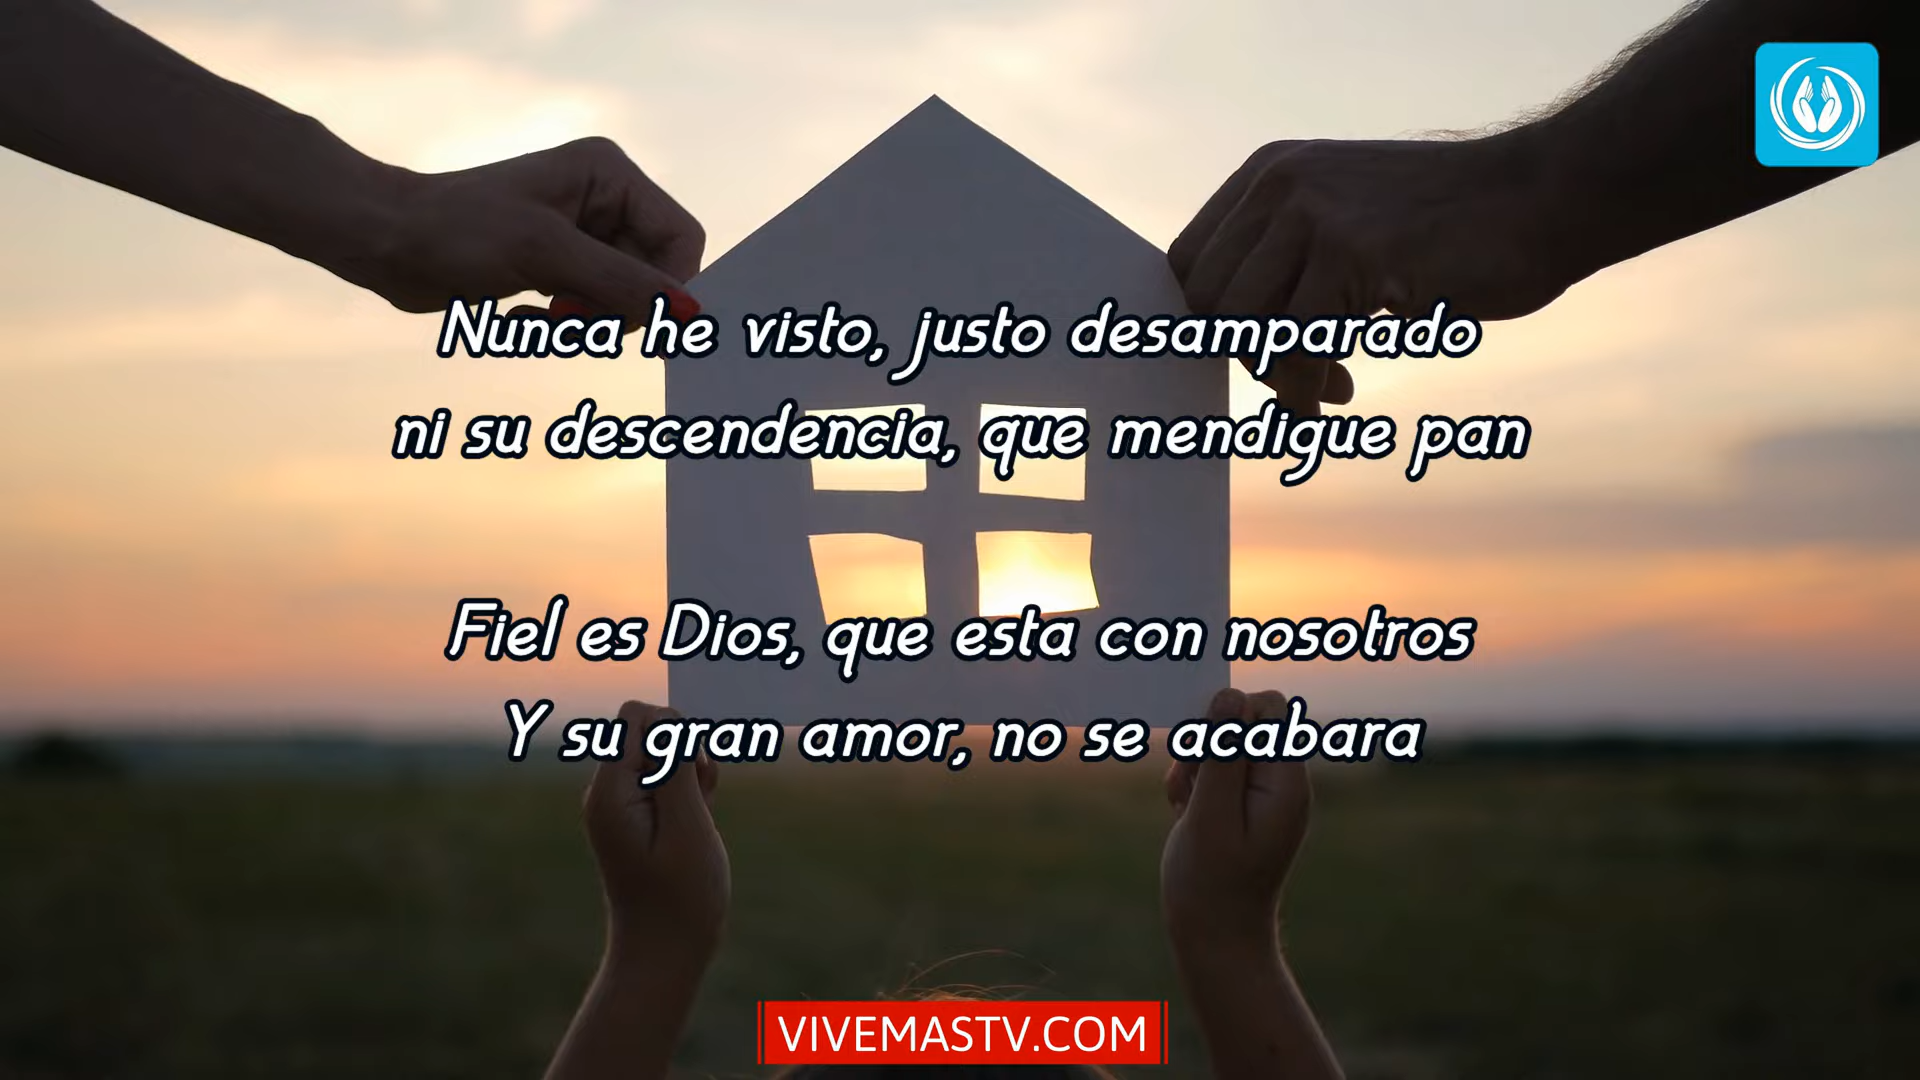 Nunca he visto, justo desamparado
ni su descendencia, que mendigue pan
Fiel es Dios, que esta con nosotros
Y su gran amor, no se acabara
VIVEMASTV.COM